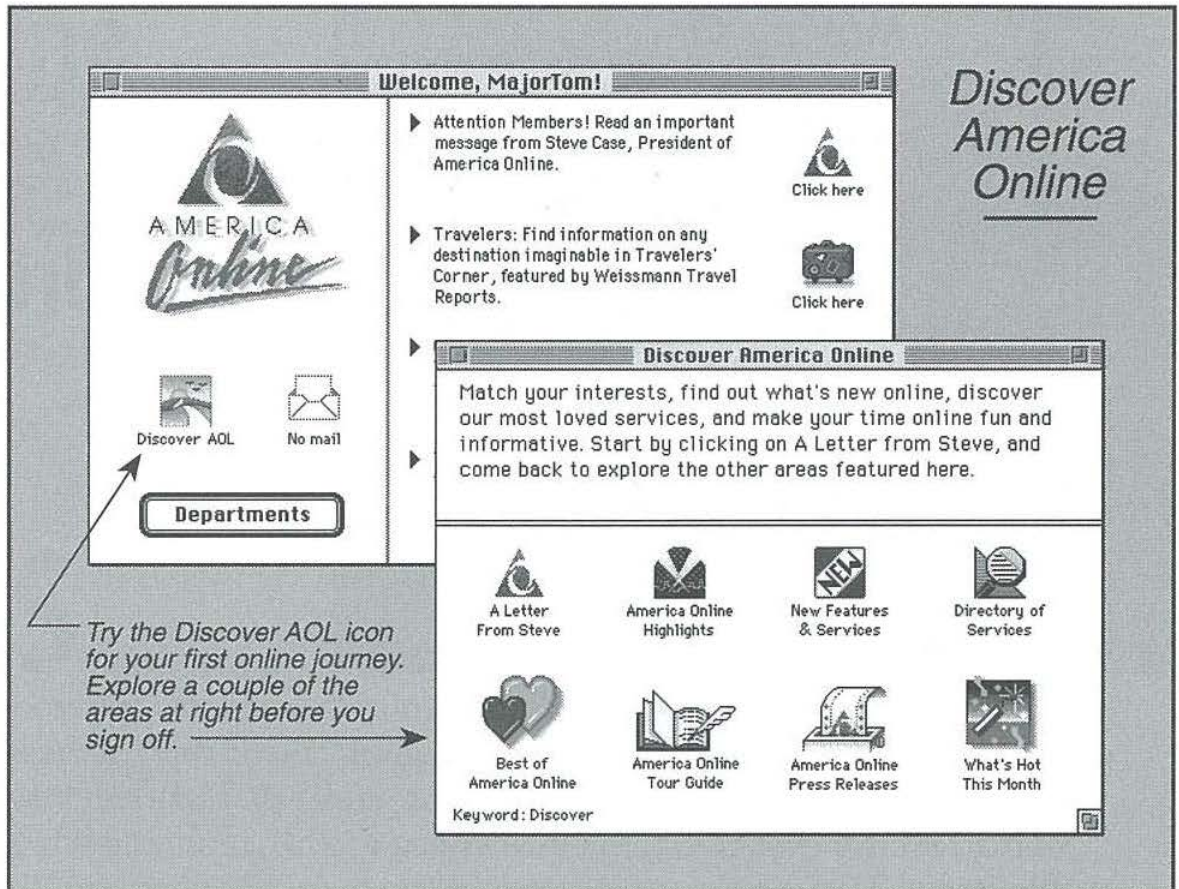 Welcome, MajorTom!
AMERICA
Online
Discover AOL
No mail
Departments
Attention Members! Read an important
message from Steve Case, President of
America Online.
Click here
Travelers: Find information on any
destination imaginable in Travelers'
Corner, featured by Weissmann Travel
Reports.
Click here
Discover
America
Online
Discover America Online
Match your interests, find out what's new online, discover
our most loved services, and make your time online fun and
informative. Start by clicking on A Letter from Steve, and
come back to explore the other areas featured here.
A Letter
From Steve
America Online
Highlights
NEW
New Features
& Services
Directory of
Services
Best of
America Online
America Online
Tour Guide
America Online
Press Releases
What's Hot
This Month
Keyword: Discover
Try the Discover AOL icon
for your first online journey.
Explore a couple of the
areas at right before you
sign off.